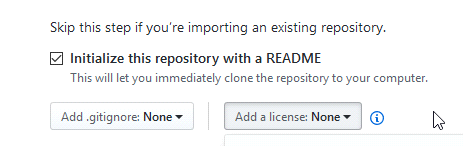 Skip this step if you're importing an existing repository.
Initialize this repository with a README
This will let you immediately clone the repository to your computer.
Add .gitignore: None Add a license: None